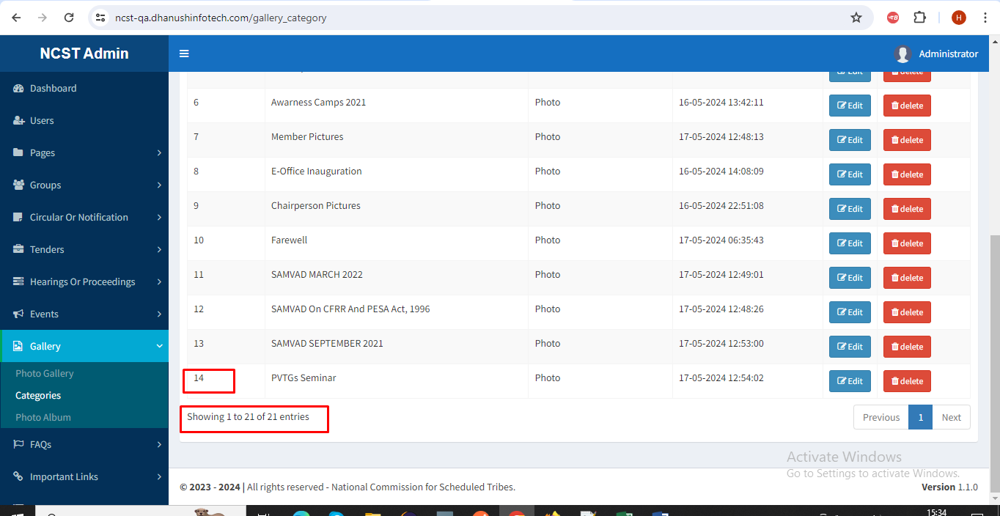 ncst-qa.dhanushinfotech.com/gallery_category
H
NCST Admin
Administrator
Dashboard
Users
Pages
Groups
Circular Or Notification
Tenders
Hearings Or Proceedings
Events
Gallery
Photo Gallery
Categories
Photo Album
FAQs
Important Links
Edit delete
6 Awarness Camps 2021 Photo 16-05-2024 13:42:11 Edit delete
7 Member Pictures Photo 17-05-2024 12:48:13 Edit delete
8 E-Office Inauguration Photo 16-05-2024 14:08:09 Edit delete
9 Chairperson Pictures Photo 16-05-2024 22:51:08 Edit delete
10 Farewell Photo 17-05-2024 06:35:43 Edit delete
11 SAMVAD MARCH 2022 Photo 17-05-2024 12:49:01 Edit delete
12 SAMVAD On CFRR And PESA Act, 1996 Photo 17-05-2024 12:48:26 Edit delete
13 SAMVAD SEPTEMBER 2021 Photo 17-05-2024 12:53:00 Edit delete
14 PVTGs Seminar Photo 17-05-2024 12:54:02 Edit delete
Showing 1 to 21 of 21 entries Previous 1 Next
Activate Windows
Go to Settings to activate Windows.
© 2023 - 2024 | All rights reserved - National Commission for Scheduled Tribes. Version 1.1.0
15:34